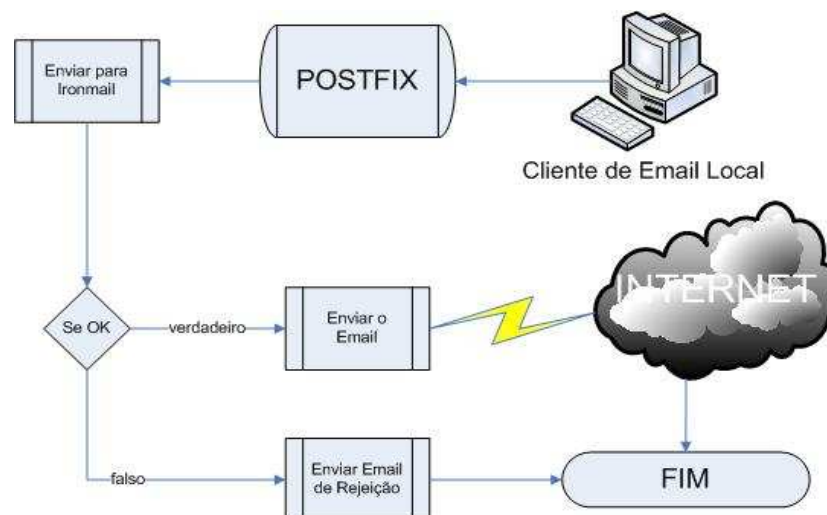 Enviar para
Ironmail
POSTFIX
Cliente de Email Local
INTERNET
Se OK
verdadeiro
Enviar o
Email
falso
Enviar Email
de Rejeição
FIM